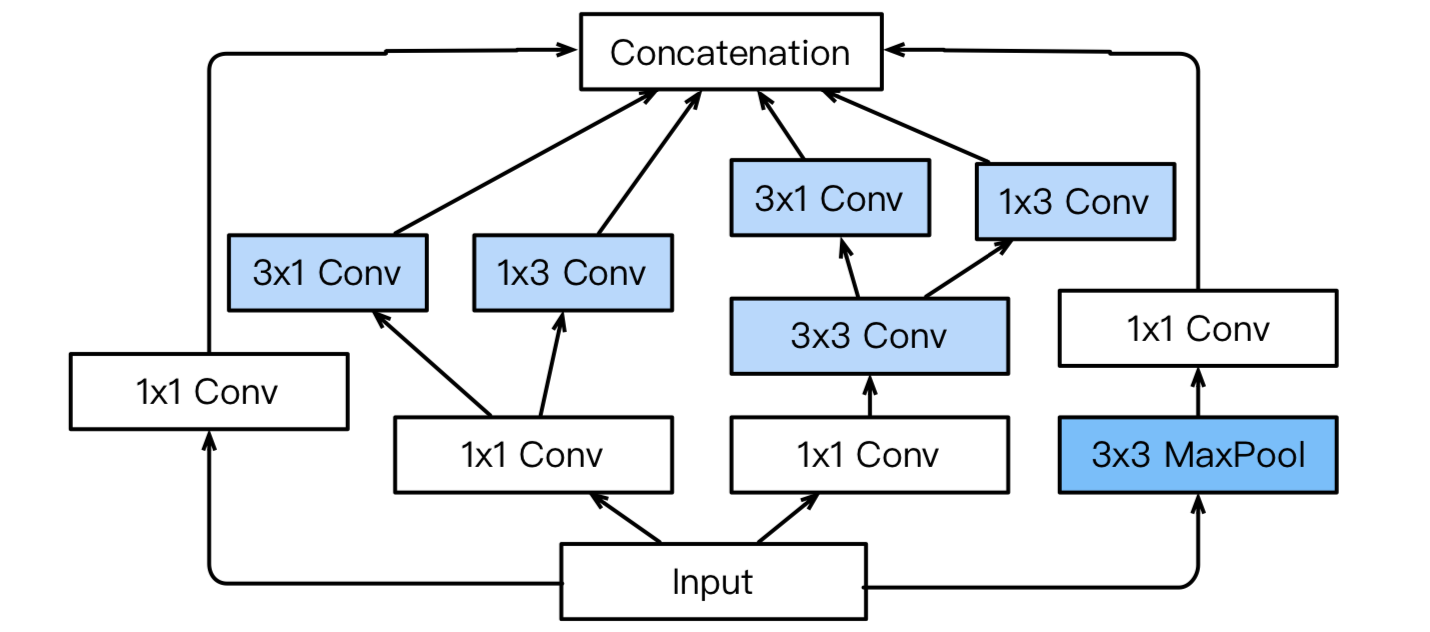 Concatenation
3x1 Conv
1x3 Conv
3x1 Conv
1x3 Conv
3x3 Conv
1x1 Conv
1x1 Conv
1x1 Conv
1x1 Conv
3x3 MaxPool
Input